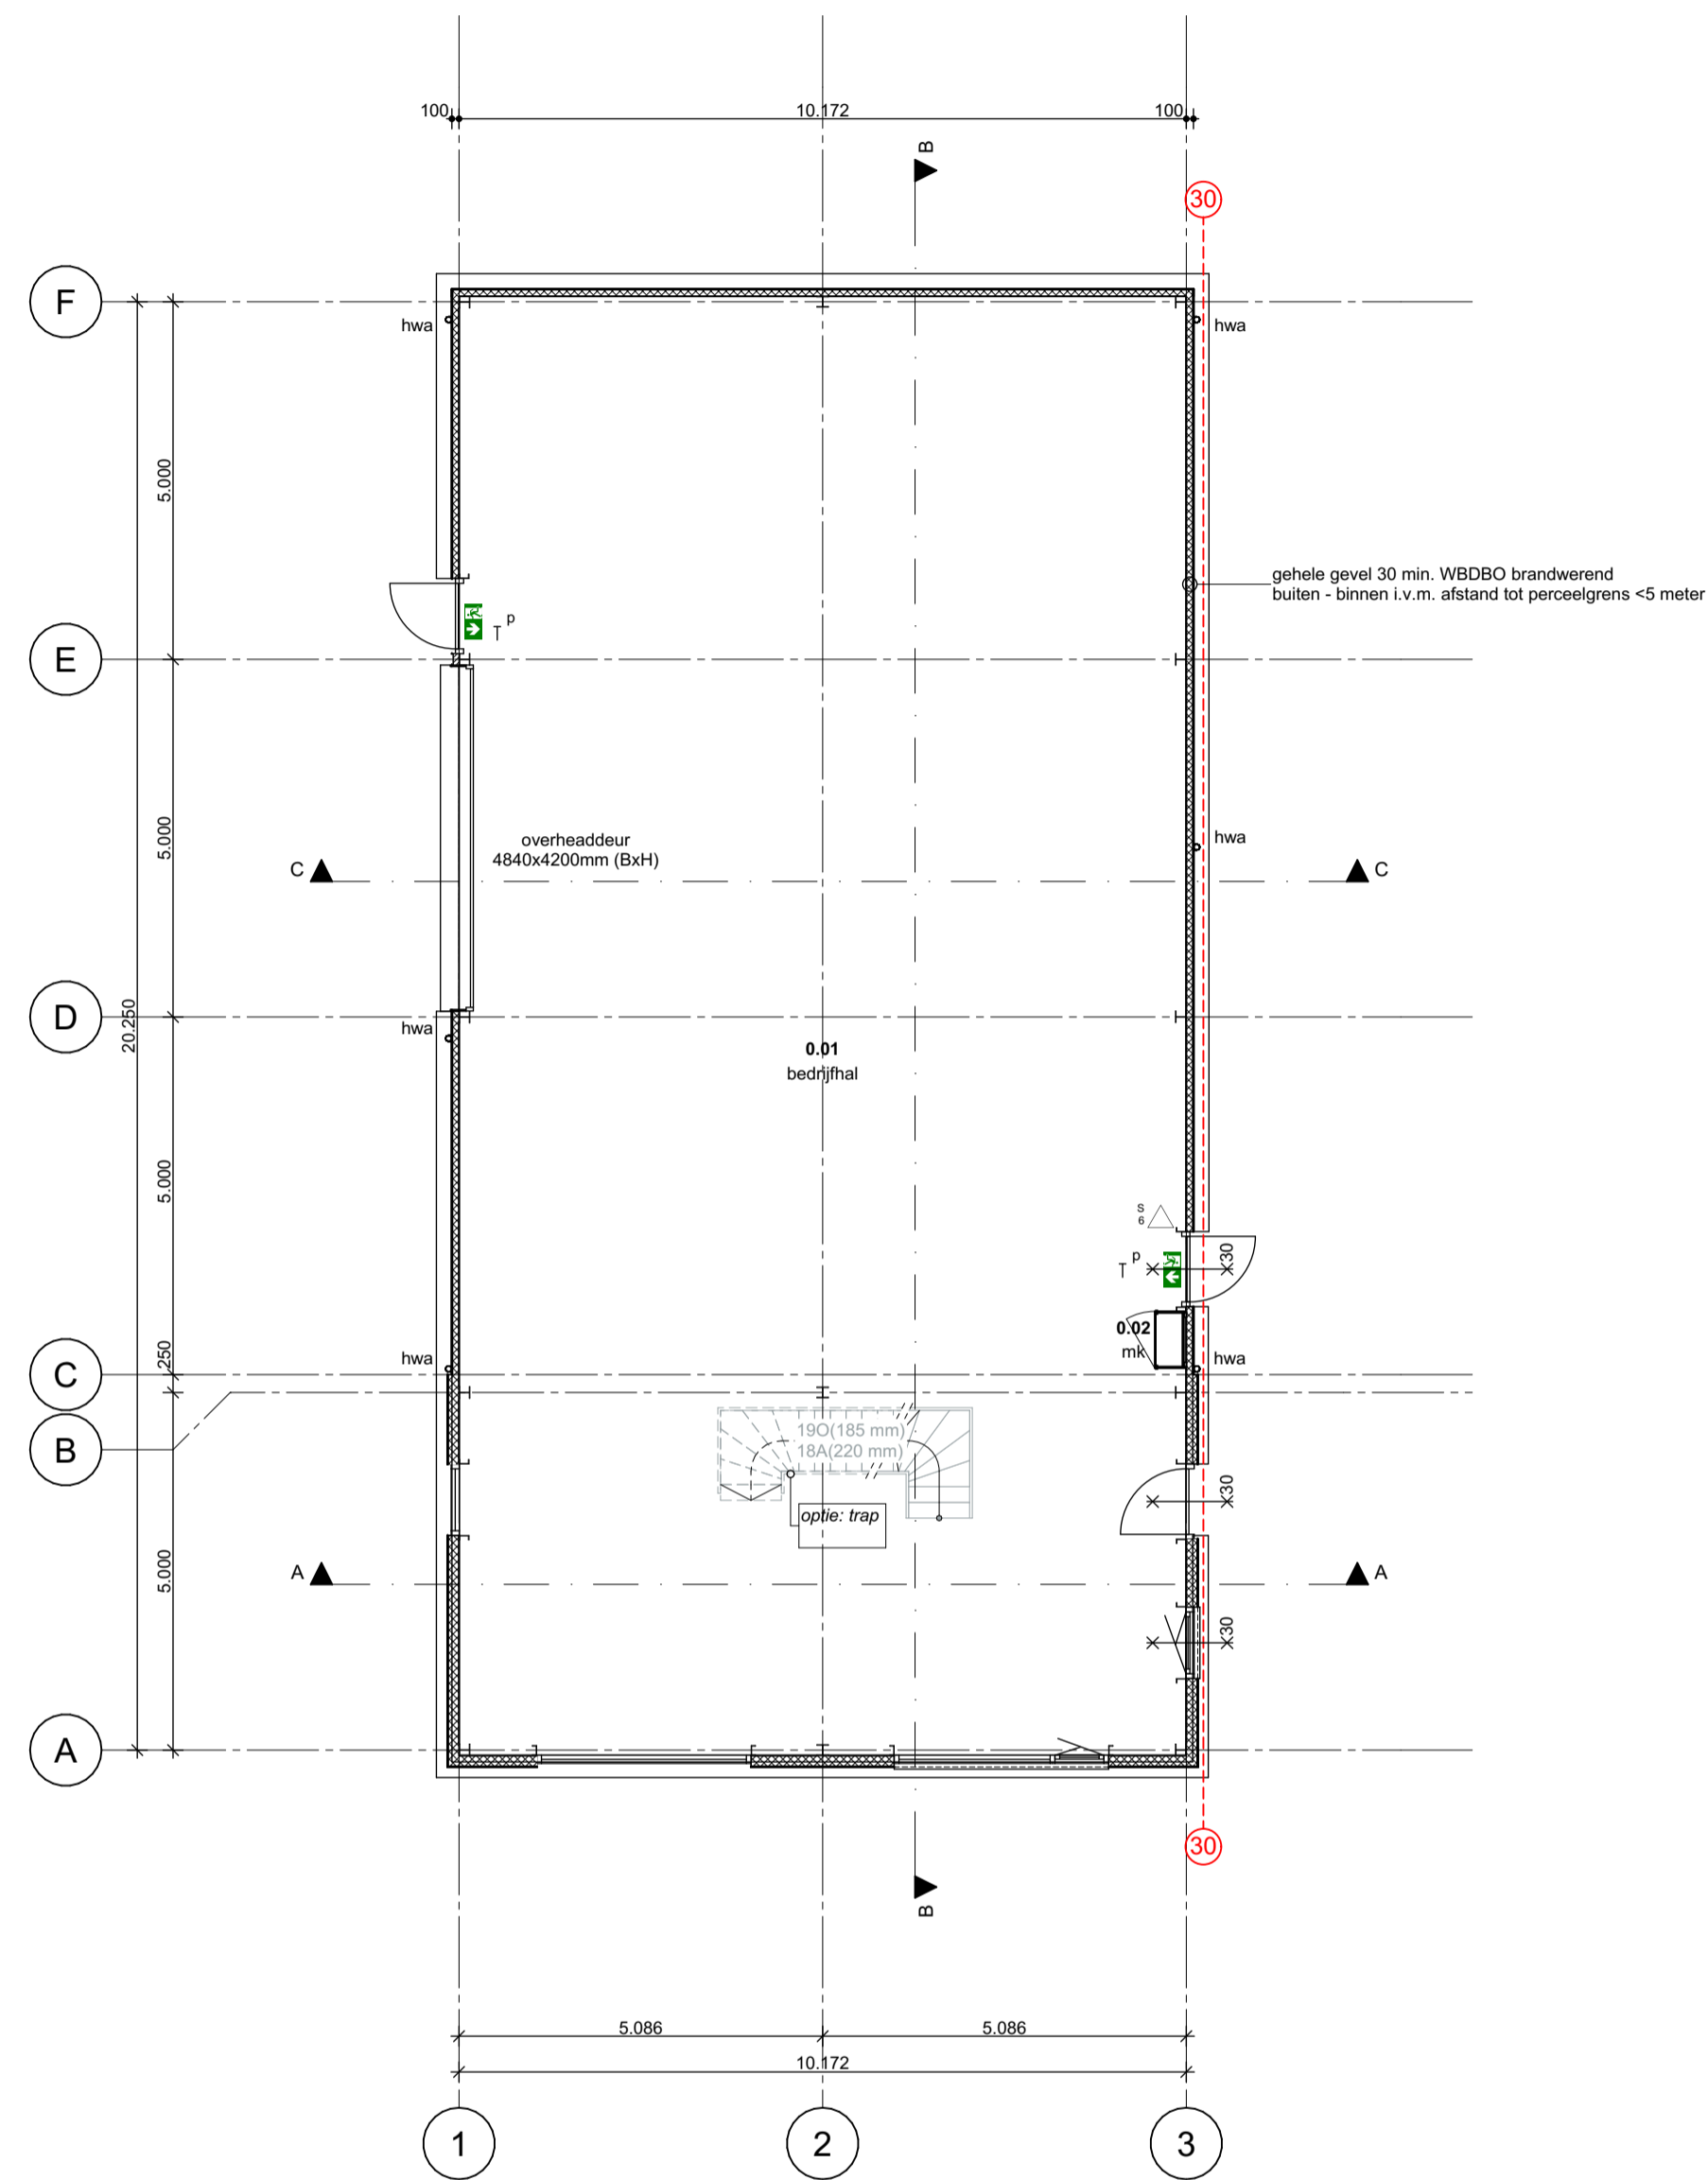 100
10.172
100
B
30
F
hwa
hwa
5.000
gehele gevel 30 min. WBDBO brandwerend
buiten - binnen i.v.m. afstand tot perceelgrens <5 meter
T p
E
overheaddeur
4840x4200mm (BxH)
hwa
5.000
C
C
D
20.250
hwa
0.01
bedrijfhal
5.000
S
6
T p
30
0.02
mk
250
C
hwa
hwa
B
19O(185 mm)
18A(220 mm)
30
optie: trap
A
A
5.000
30
A
30
B
5.086
5.086
10.172
1
2
3